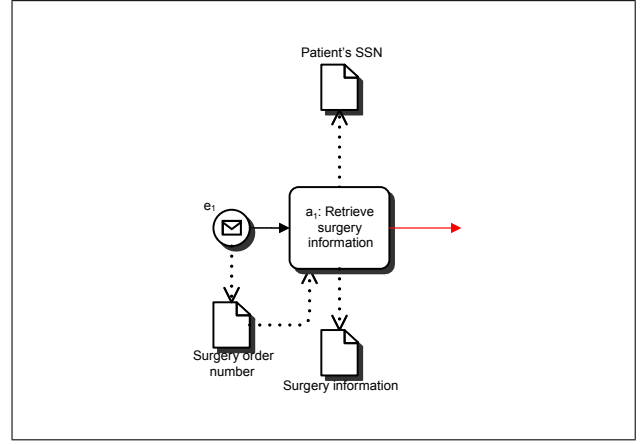 Patient's SSN
e₁
a₁: Retrieve
surgery
information
Surgery order
number
Surgery information